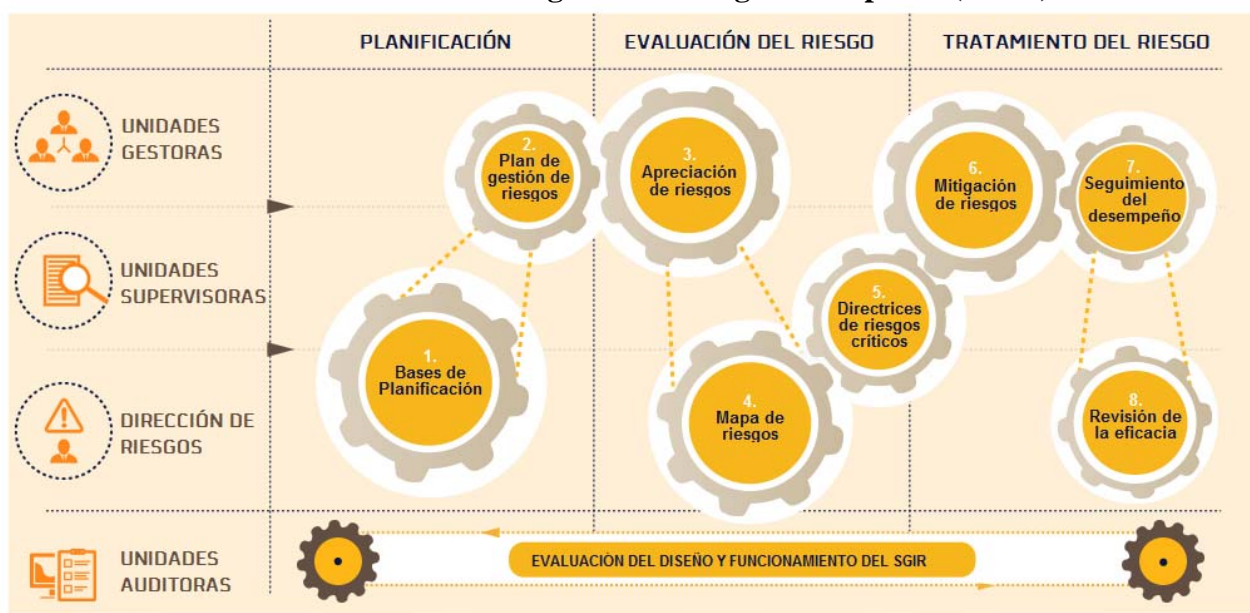 PLANIFICACIÓN
EVALUACIÓN DEL RIESGO
TRATAMIENTO DEL RIESGO
UNIDADES
GESTORAS
2.
Plan de
gestión de
riesgos
3.
Apreciación
de riesgos
6.
Mitigación
de riesgos
7.
Seguimiento
del
desempeño
UNIDADES
SUPERVISORAS
5.
Directrices
de riesgos
críticos
1.
Bases de
Planificación
DIRECCIÓN DE
RIESGOS
4.
Mapa de
riesgos
8.
Revisión de
la eficacia
UNIDADES
AUDITORAS
EVALUACIÓN DEL DISEÑO Y FUNCIONAMIENTO DEL SGIR